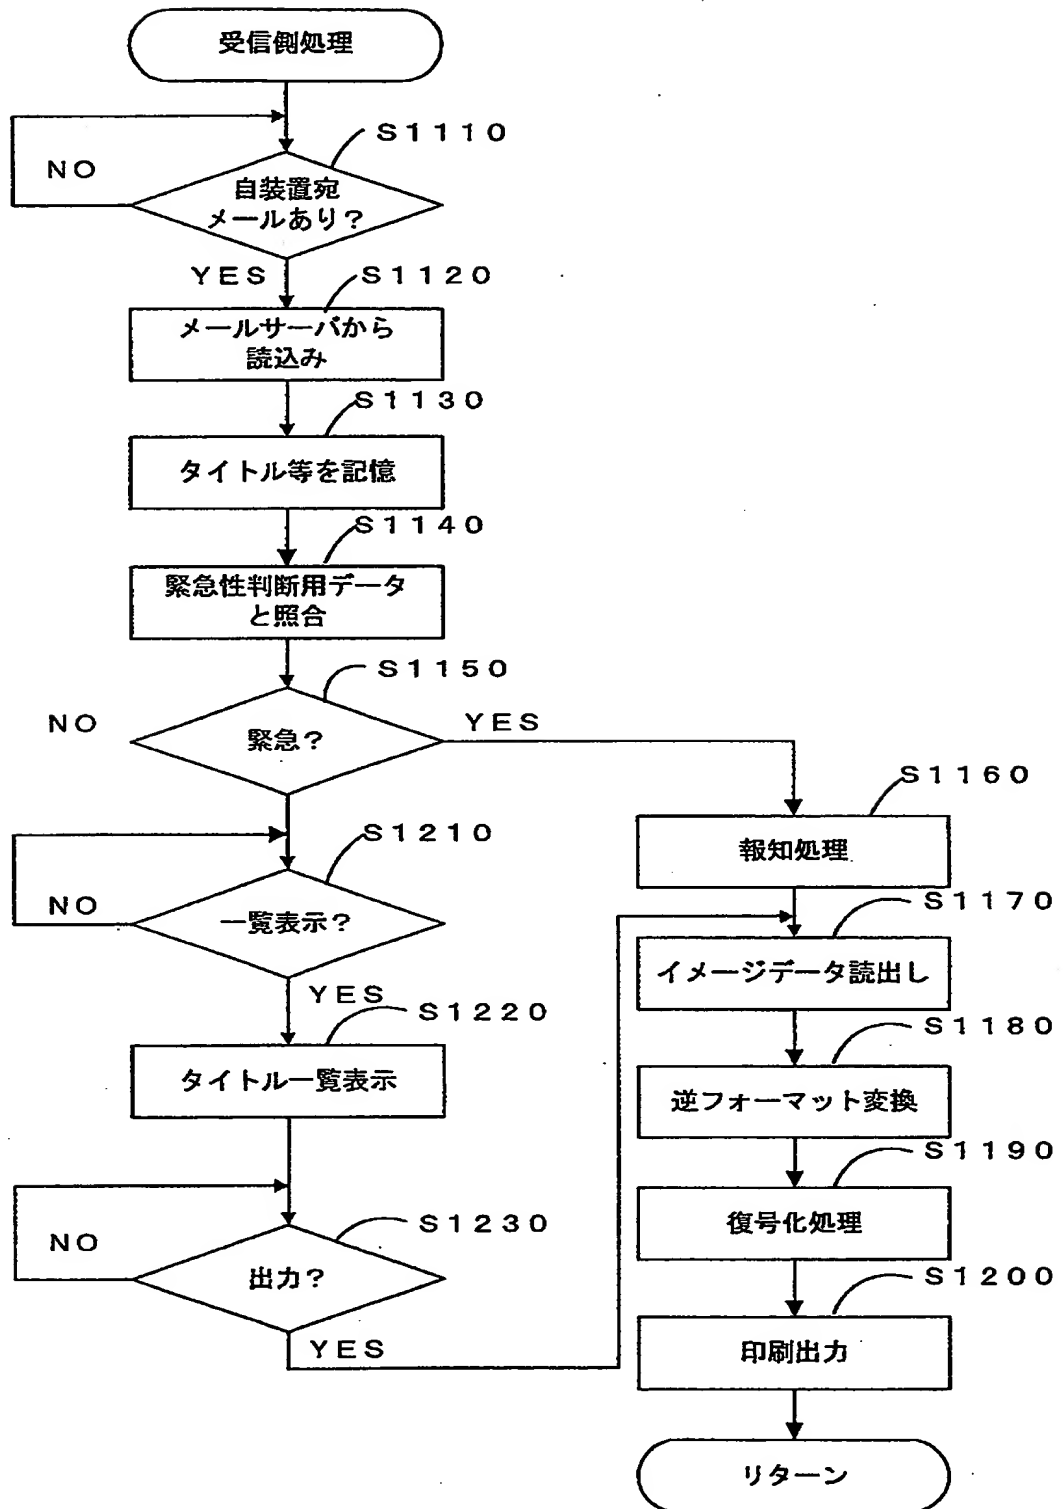 受信側処理
S1110
NO
自装置宛
メールあり?
YES
S1120
メールサーバから
読込み
S1130
タイトル等を記憶
S1140
緊急性判断用データ
と照合
S1150
NO
緊急?
YES
S1160
報知処理
S1210
NO
一覧表示?
YES
S1170
イメージデータ読出し
S1220
タイトル一覧表示
S1180
逆フォーマット変換
S1190
復号化処理
S1230
NO
出力?
YES
S1200
印刷出力
リターン